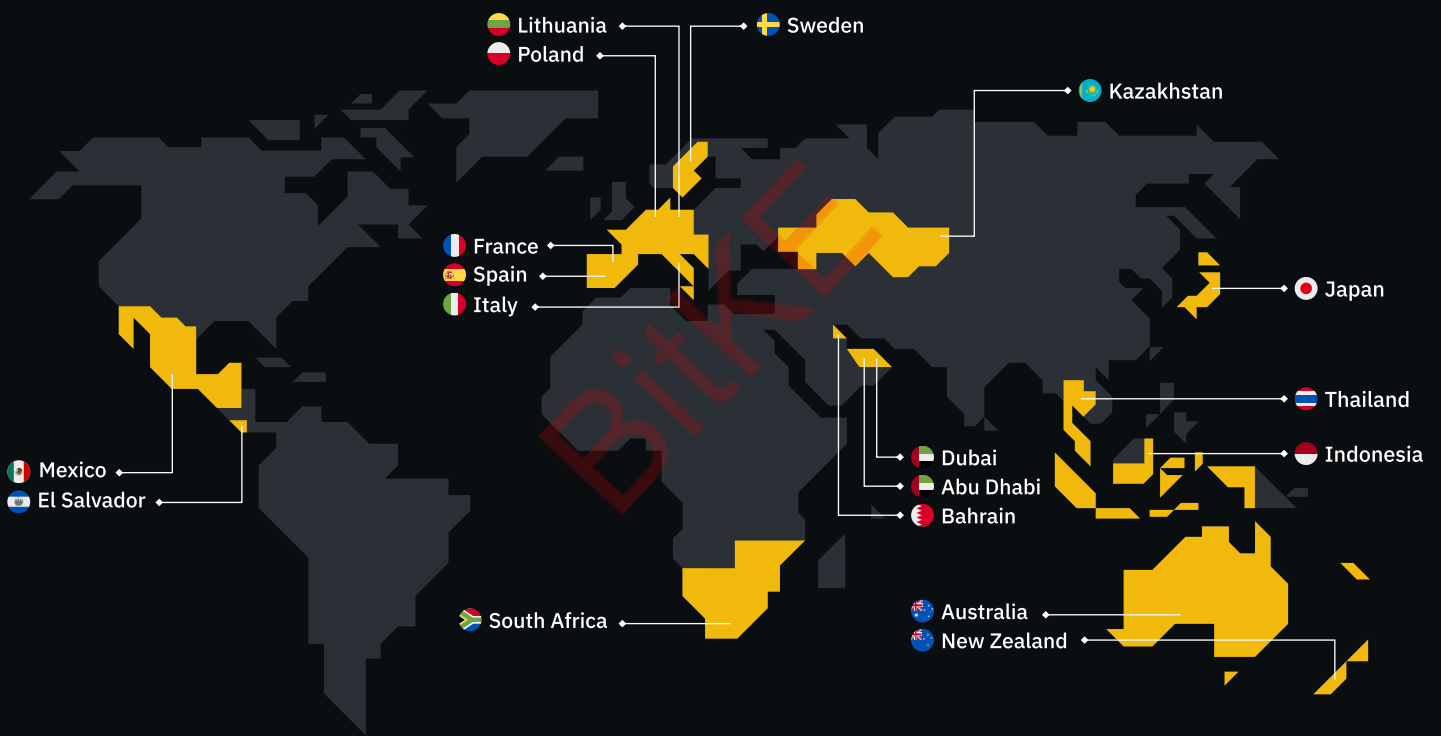 Lithuania
Sweden
Poland
Kazakhstan
France
Spain
Italy
Japan
Thailand
Indonesia
Mexico
El Salvador
Dubai
Abu Dhabi
Bahrain
South Africa
Australia
New Zealand
BitKE